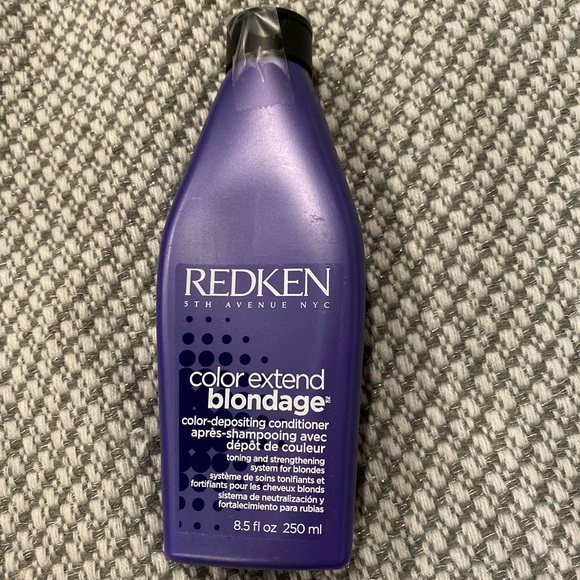 REDKEN
5TH AVENUE NYC
color extend
blondage™
color-depositing conditioner
après-shampooing avec
dépôt de couleur
toning and strengthening
system for blondes
système de soins tonifiants et
fortifiants pour les cheveux blonds
sistema de neutralización y
fortalecimiento para rubias
8.5 fl oz 250 ml